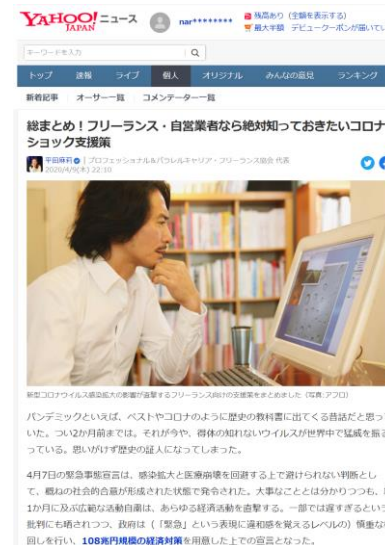 YAHOO! ニュース
JAPAN
nar********
残高あり（全額を表示する）
最大半額 デビュークーポンが届いてい
キーワードを入力
トップ 速報 ライブ 個人 オリジナル みんなの意見 ランキング
新着記事 オーサー一覧 コメンテーター一覧
総まとめ！フリーランス・自営業者なら絶対知っておきたいコロナ
ショック支援策
平田麻莉 | プロフェッショナル&パラレルキャリア・フリーランス協会 代表
2020/4/9(木) 22:10
新型コロナウイルス感染拡大の影響が直撃するフリーランス向けの支援策をまとめました（写真:アフロ）
パンデミックといえば、ペストやコロナのように歴史の教科書に出てくる昔話だと思って
いた。つい2か月前までは。それが今や、得体の知れないウイルスが世界中で猛威を振る
っている。思いがけず歴史の証人になってしまった。
4月7日の緊急事態宣言は、感染拡大と医療崩壊を回避する上で避けられない判断とし
て、概ねの社会的合意が形成された状態で発令された。大事なこととは分かりつつも、
1か月に及ぶ広範な活動自粛は、あらゆる経済活動を直撃する。一部では遅すぎるという
批判にも晒されつつ、政府は（「緊急」という表現に違和感を覚えるレベルの）慎重な
回しを行い、108兆円規模の経済対策を用意した上での宣言となった。